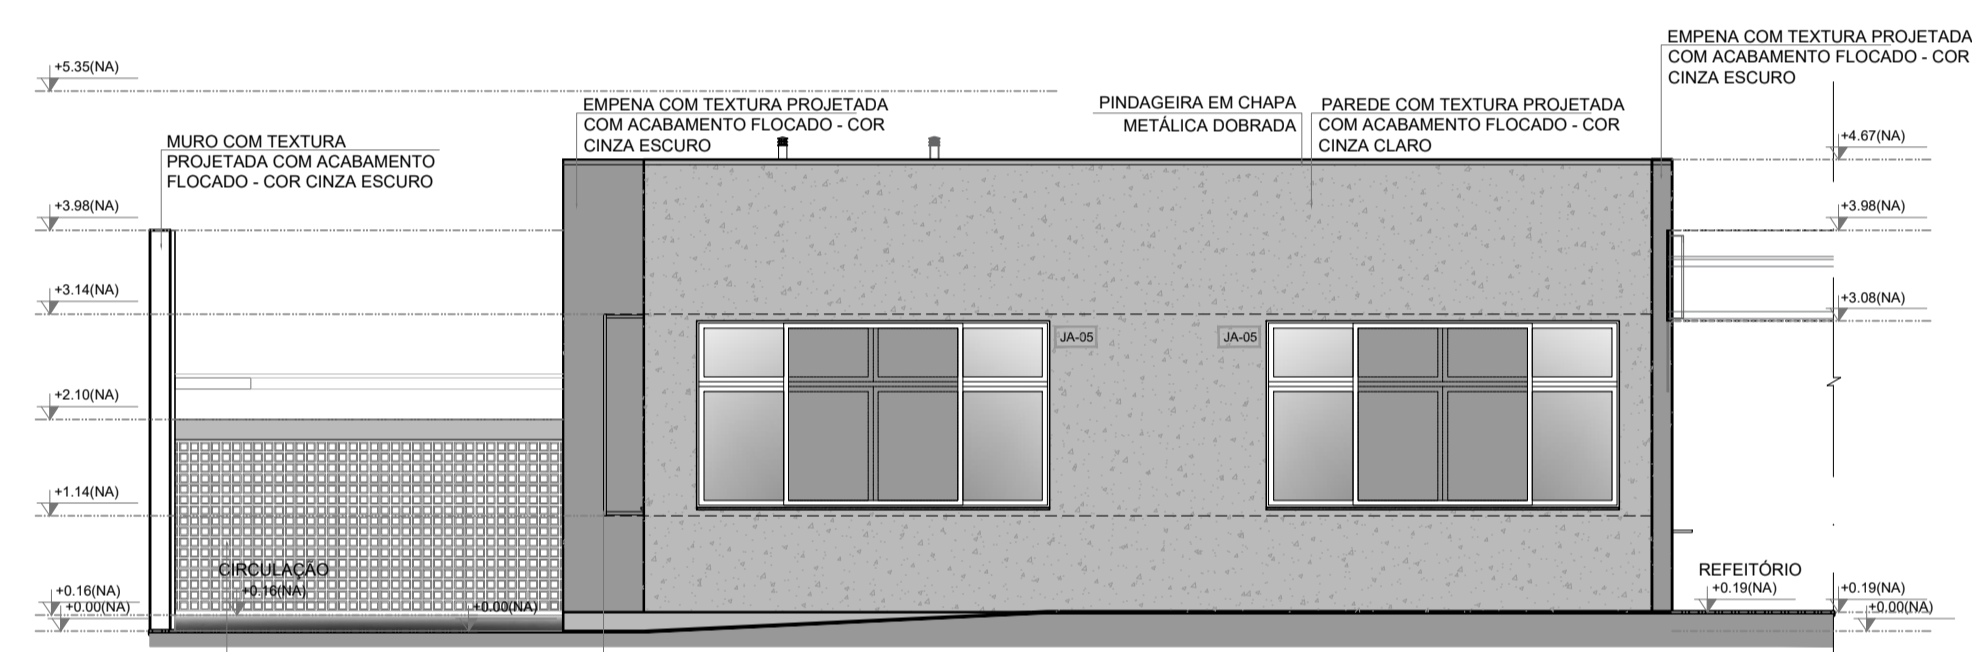 EMPENA COM TEXTURA PROJETADA
COM ACABAMENTO FLOCADO - COR
CINZA ESCURO
+5.35(NA)
EMPENA COM TEXTURA PROJETADA
COM ACABAMENTO FLOCADO - COR
CINZA ESCURO
PINDAGEIRA EM CHAPA
METÁLICA DOBRADA
PAREDE COM TEXTURA PROJETADA
COM ACABAMENTO FLOCADO - COR
CINZA CLARO
MURO COM TEXTURA
PROJETADA COM ACABAMENTO
FLOCADO - COR CINZA ESCURO
+4.67(NA)
+3.98(NA)
+3.98(NA)
+3.14(NA)
+3.08(NA)
JA-05
JA-05
+2.10(NA)
+1.14(NA)
CIRCULAÇÃO
+0.16(NA)
REFEITÓRIO
+0.19(NA)
+0.16(NA)
+0.00(NA)
+0.00(NA)
+0.19(NA)
+0.00(NA)